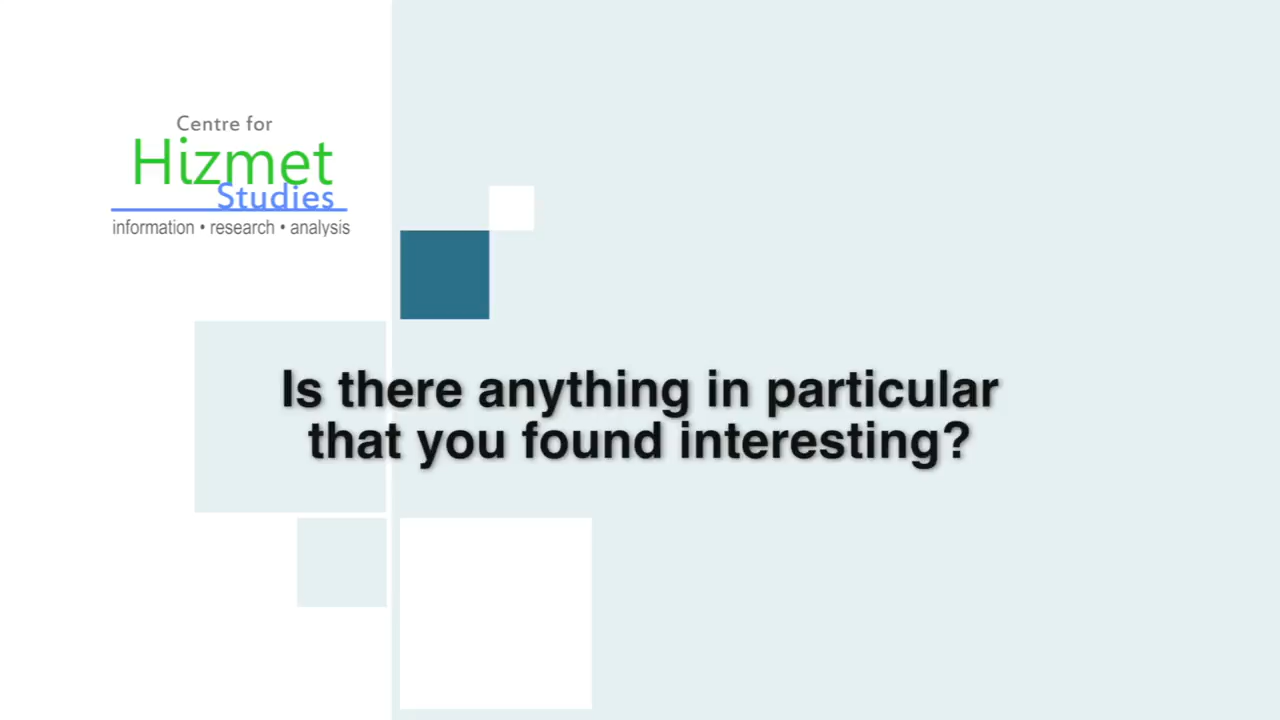 Centre for
Hizmet
Studies
information • research • analysis
Is there anything in particular
that you found interesting?